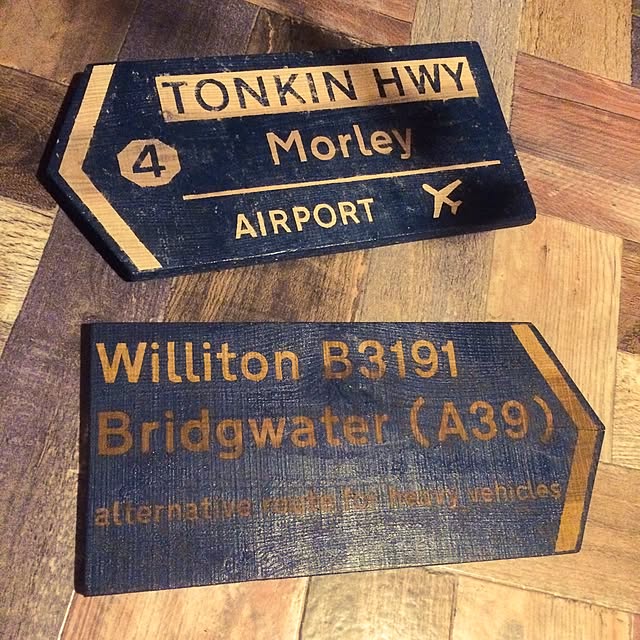 TONKIN HWY
4 Morley
AIRPORT
Williton B3191
Bridgwater (A39)
alternative route for heavy vehicles